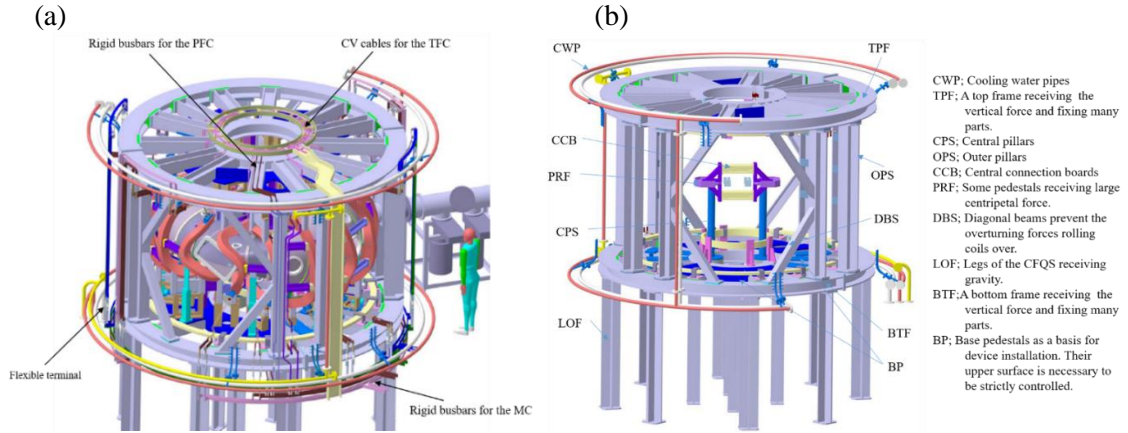 (a)
Rigid busbars for the PFC
CV cables for the TFC
Flexible terminal
Rigid busbars for the MC
(b)
CWP
TPF
CCB
PRF
OPS
CPS
DBS
LOF
BTF
BP
CWP; Cooling water pipes
TPF; A top frame receiving the
vertical force and fixing many
parts.
CPS; Central pillars
OPS; Outer pillars
CCB; Central connection boards
PRF; Some pedestals receiving large
centripetal force.
DBS; Diagonal beams prevent the
overturning forces rolling
coils over.
LOF; Legs of the CFQS receiving
gravity.
BTF;A bottom frame receiving the
vertical force and fixing many
parts.
BP; Base pedestals as a basis for
device installation. Their
upper surface is necessary to
be strictly controlled.